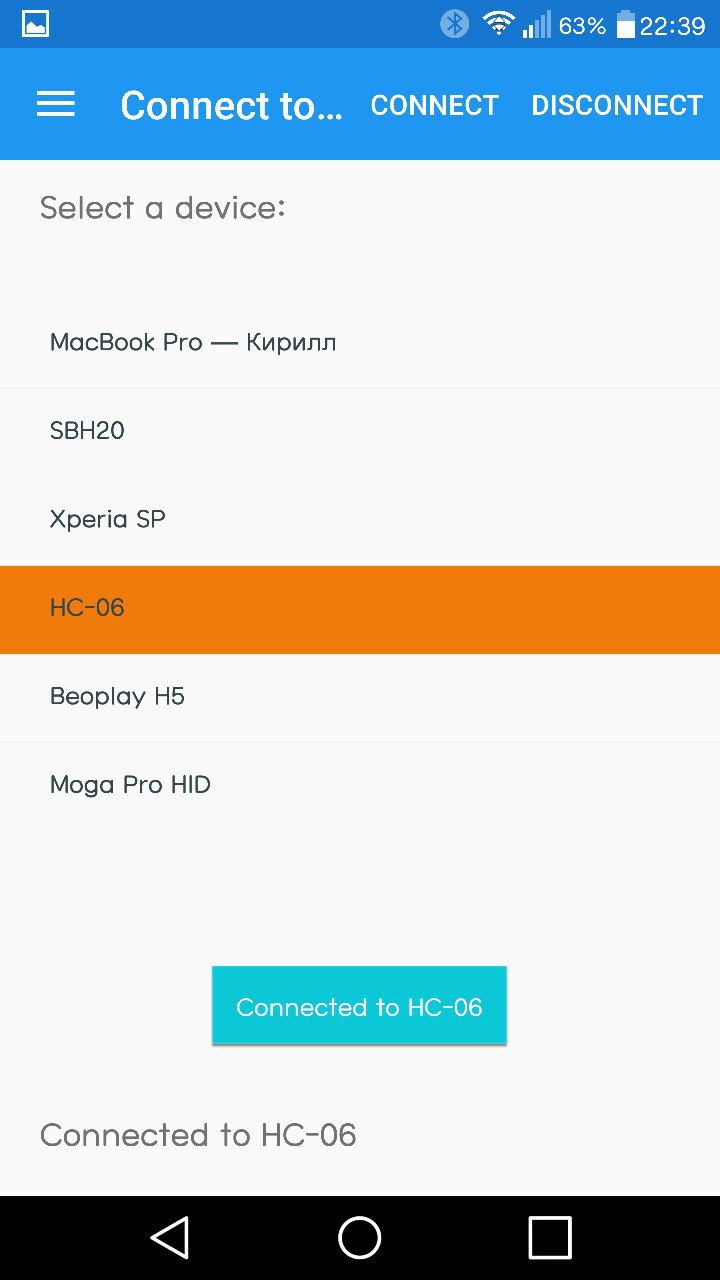 63% 22:39
Connect to... CONNECT DISCONNECT
Select a device:
MacBook Pro — Кирилл
SBH20
Xperia SP
HC-06
Beoplay H5
Moga Pro HID
Connected to HC-06
Connected to HC-06